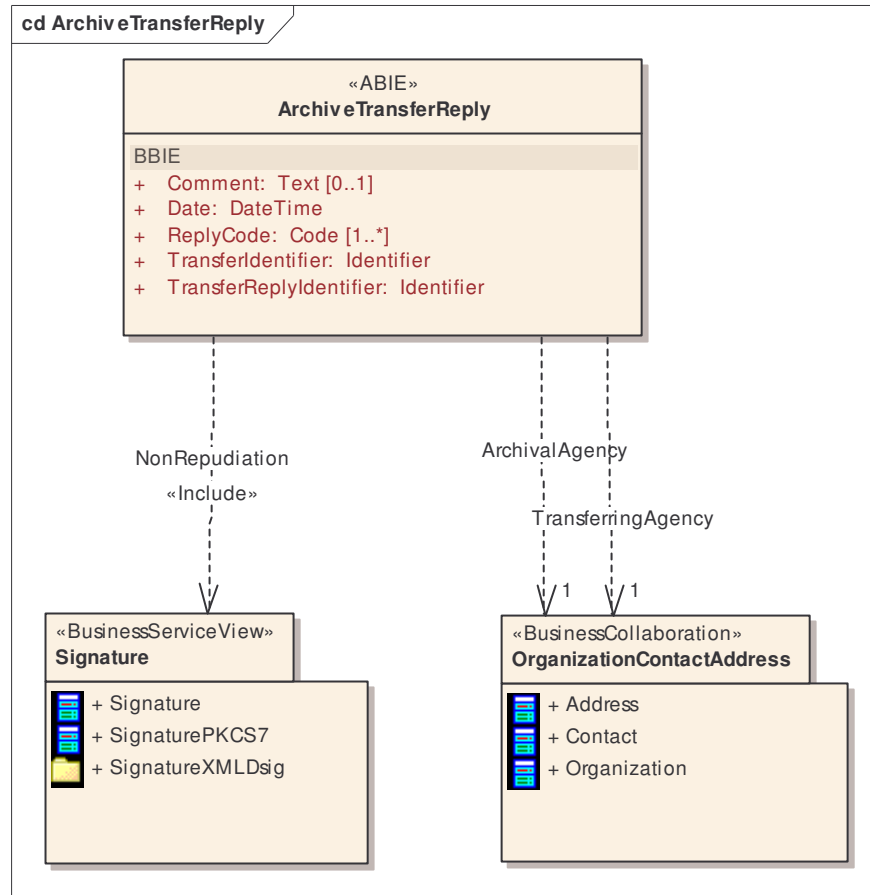 cd ArchiveTransferReply
«ABIE»
ArchiveTransferReply
BBIE
+ Comment: Text [0..1]
+ Date: DateTime
+ ReplyCode: Code [1..*]
+ TransferIdentifier: Identifier
+ TransferReplyIdentifier: Identifier
NonRepudiation
«Include»
ArchivalAgency
TransferringAgency
1
1
«BusinessServiceView»
Signature
+ Signature
+ SignaturePKCS7
+ SignatureXMLDsig
«BusinessCollaboration»
OrganizationContactAddress
+ Address
+ Contact
+ Organization